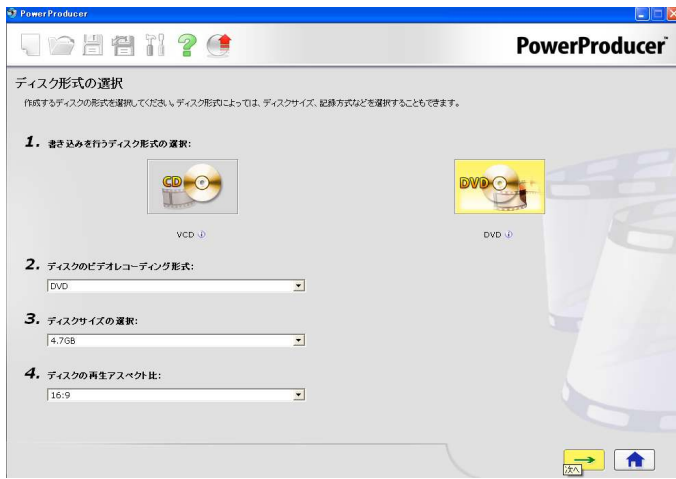 PowerProducer
PowerProducer
ディスク形式の選択
作成するディスクの形式を選択してください。ディスク形式によっては、ディスクサイズ、記録方式などを選択することもできます。
1. 書き込みを行うディスク形式の選択:
CD
DVD
VCD
DVD
2. ディスクのビデオレコーディング形式:
DVD
3. ディスクサイズの選択:
4.7GB
4. ディスクの再生アスペクト比:
16:9
次へ